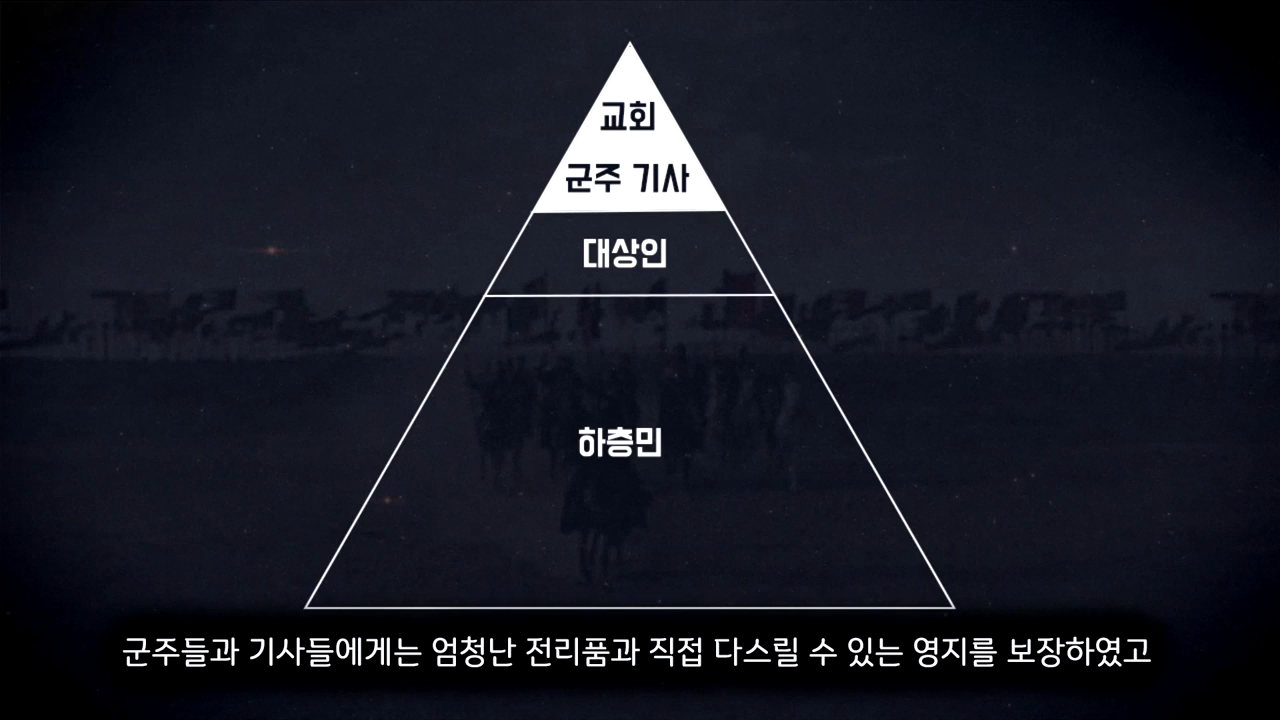 교회
군주 기사
대상인
하층민
군주들과 기사들에게는 엄청난 전리품과 직접 다스릴 수 있는 영지를 보장하였고